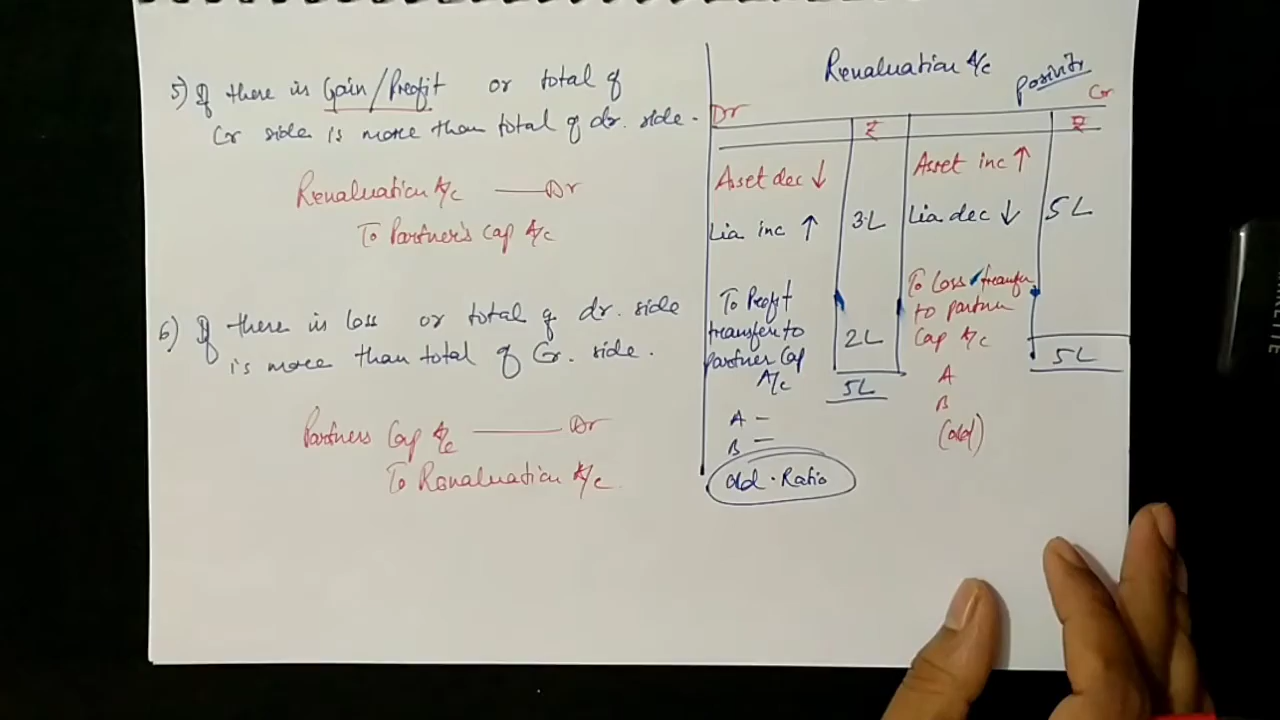 5) If there is Gain/Profit or total of
Cr side is more than total of dr. side.
Revaluation A/c —— Dr
To Partner's Cap A/c
6) If there is loss or total of dr. side
is more than total of Cr. side.
Partners Cap A/c ——— Dr
To Revaluation A/c.
Revaluation A/c
Dr
Cr
₹
₹
Asset dec ↓
Lia inc ↑
3L
To Profit
transfer to
partner Cap
A/c
2L
5L
A —
B —
old. Ratio
Asset inc ↑
Lia dec ↓
5L
To Loss transfer
to partner
Cap A/c
5L
A
B
(old)